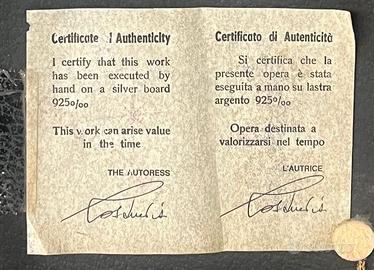 Certificate Authenticity
I certify that this work
has been executed by
hand on a silver board
925º/ºº
This work can arise value
in the time
THE AUTORESS
Certificato di Autenticità
Si certifica che la
presente opera è stata
eseguita a mano su lastra
argento 925º/ºº
Opera destinata a
valorizzarsi nel tempo
L'AUTRICE